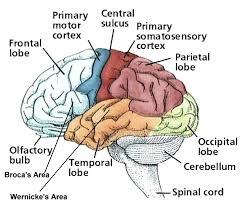 Primary
motor
cortex
Central
sulcus
Primary
somatosensory
cortex
Frontal
lobe
Parietal
lobe
Olfactory
bulb
Broca's Area
Wernicke's Area
Temporal
lobe
Occipital
lobe
Cerebellum
Spinal cord